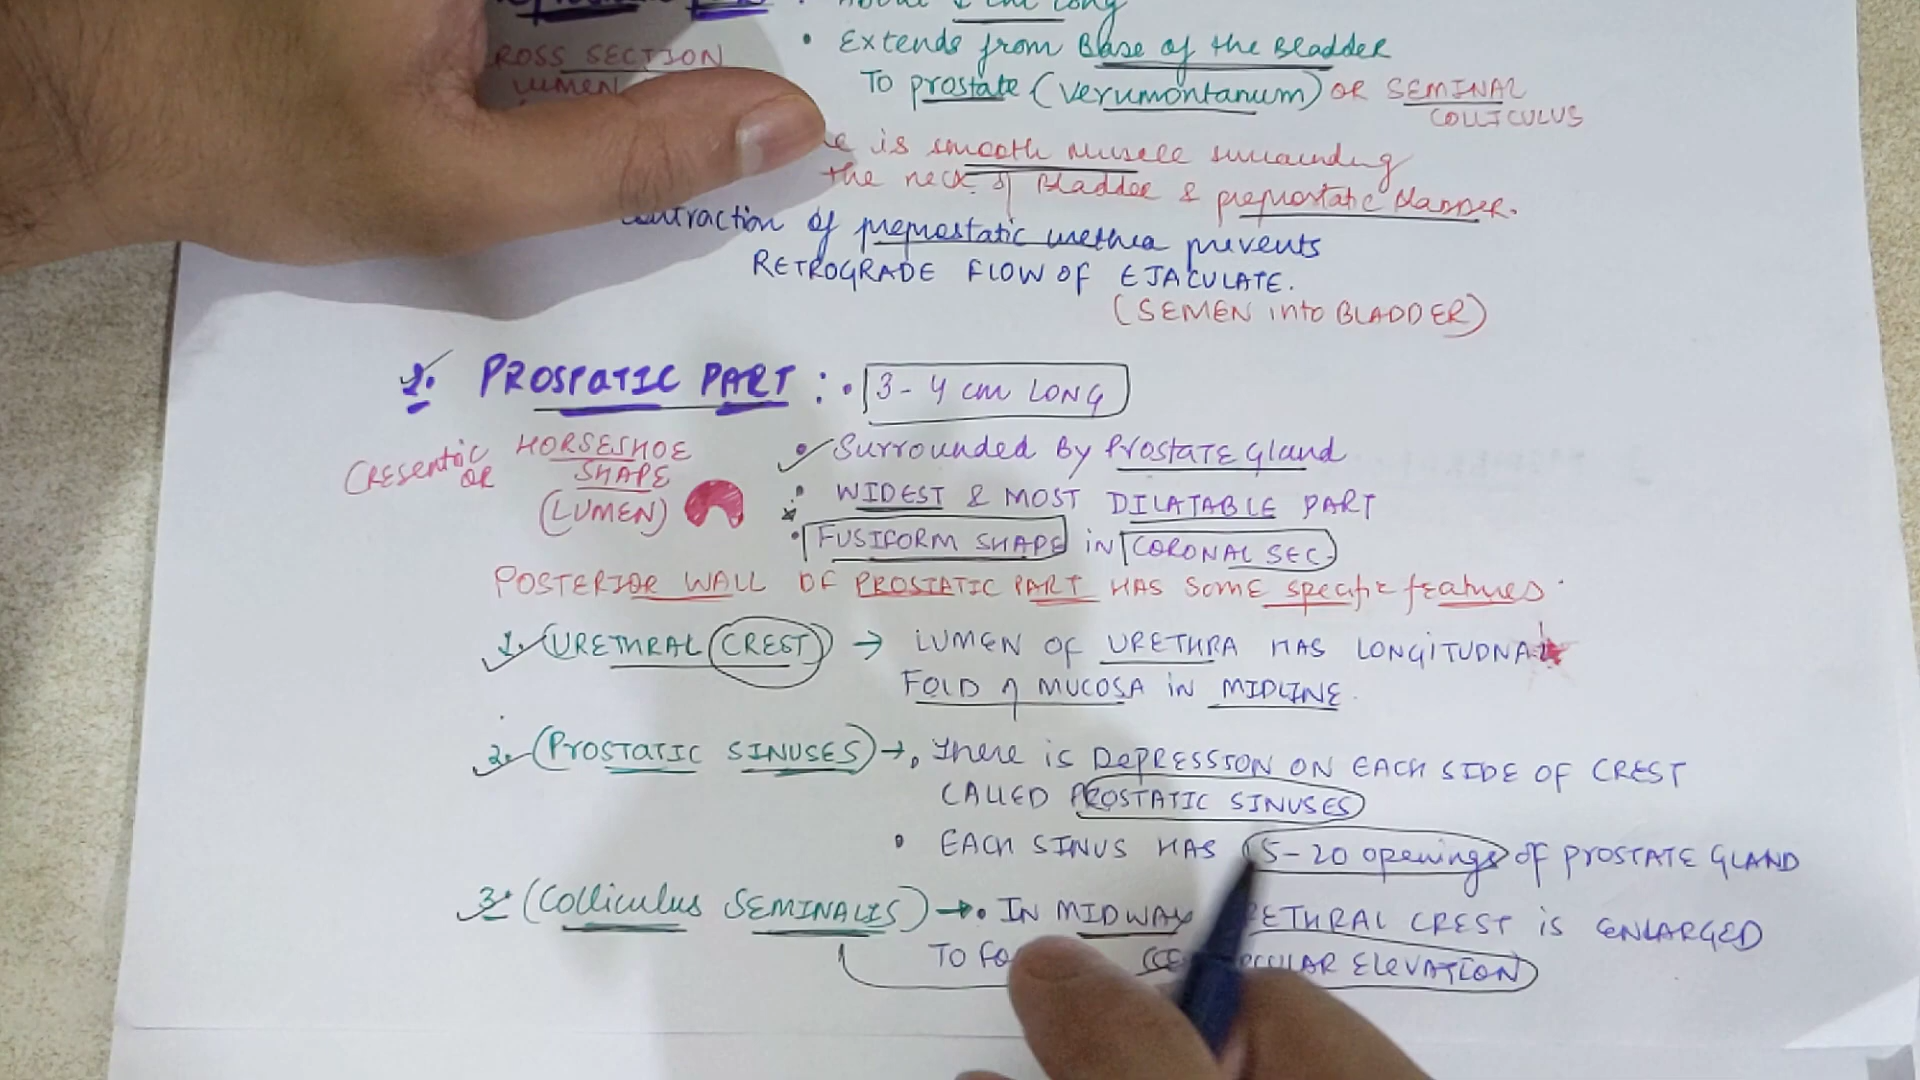 • Extends from Base of the Bladder
ROSS SECTION
LUMEN
To prostate (verumontanum) OR SEMINAL
COLLICULUS
is smooth muscle surrounding
the neck of Bladder & preprostatic
contraction of preprostatic urethra prevents
RETROGRADE FLOW OF EJACULATE.
(SEMEN into BLADDER)
2. PROSTATIC PART : • 3-4 cm LONG
CRESENTIC OR
HORSESHOE
SHAPE
(LUMEN)
• Surrounded By ProstatE Gland
• WIDEST & MOST DILATABLE PART
• FUSIFORM SHAPE in CORONAL SEC.
POSTERIOR WALL OF PROSTATIC PART HAS SOME specific features.
1. (URETHRAL CREST) → LUMEN OF URETHRA HAS LONGITUDNAL
FOLD of MUCOSA in MIDLINE.
2. (PROSTATIC SINUSES) → • There is DEPRESSION ON EACH SIDE OF CREST
CALLED PROSTATIC SINUSES
• EACH SINUS HAS 15-20 openings of PROSTATE GLAND
3. (Colliculus SEMINALIS) → • IN MIDWAY URETHRAL CREST is ENLARGED
TO FO ELEVATION